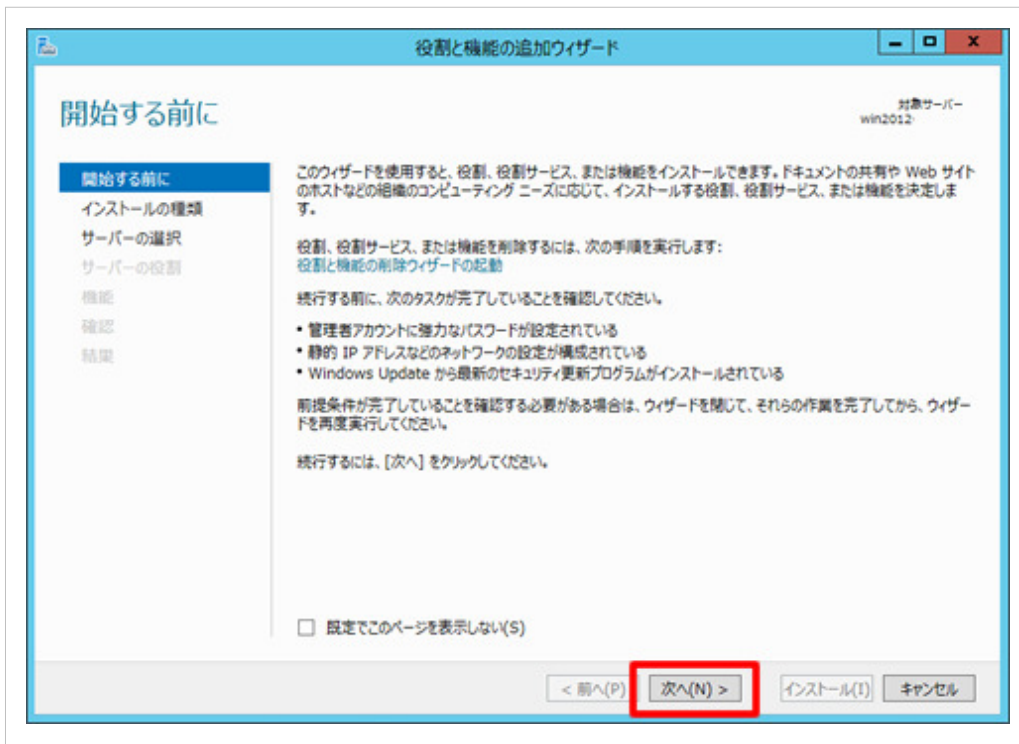 役割と機能の追加ウィザード
開始する前に
対象サーバー
win2012
開始する前に
インストールの種類
サーバーの選択
サーバーの役割
機能
確認
結果
このウィザードを使用すると、役割、役割サービス、または機能をインストールできます。ドキュメントの共有や Web サイト
のホストなどの組織のコンピューティング ニーズに応じて、インストールする役割、役割サービス、または機能を決定しま
す。
役割、役割サービス、または機能を削除するには、次の手順を実行します:
役割と機能の削除ウィザードの起動
続行する前に、次のタスクが完了していることを確認してください。
• 管理者アカウントに強力なパスワードが設定されている
• 静的 IP アドレスなどのネットワークの設定が構成されている
• Windows Update から最新のセキュリティ更新プログラムがインストールされている
前提条件が完了していることを確認する必要がある場合は、ウィザードを閉じて、それらの作業を完了してから、ウィザー
ドを再度実行してください。
続行するには、[次へ] をクリックしてください。
既定でこのページを表示しない(S)
< 前へ(P)
次へ(N) >
インストール(I)
キャンセル